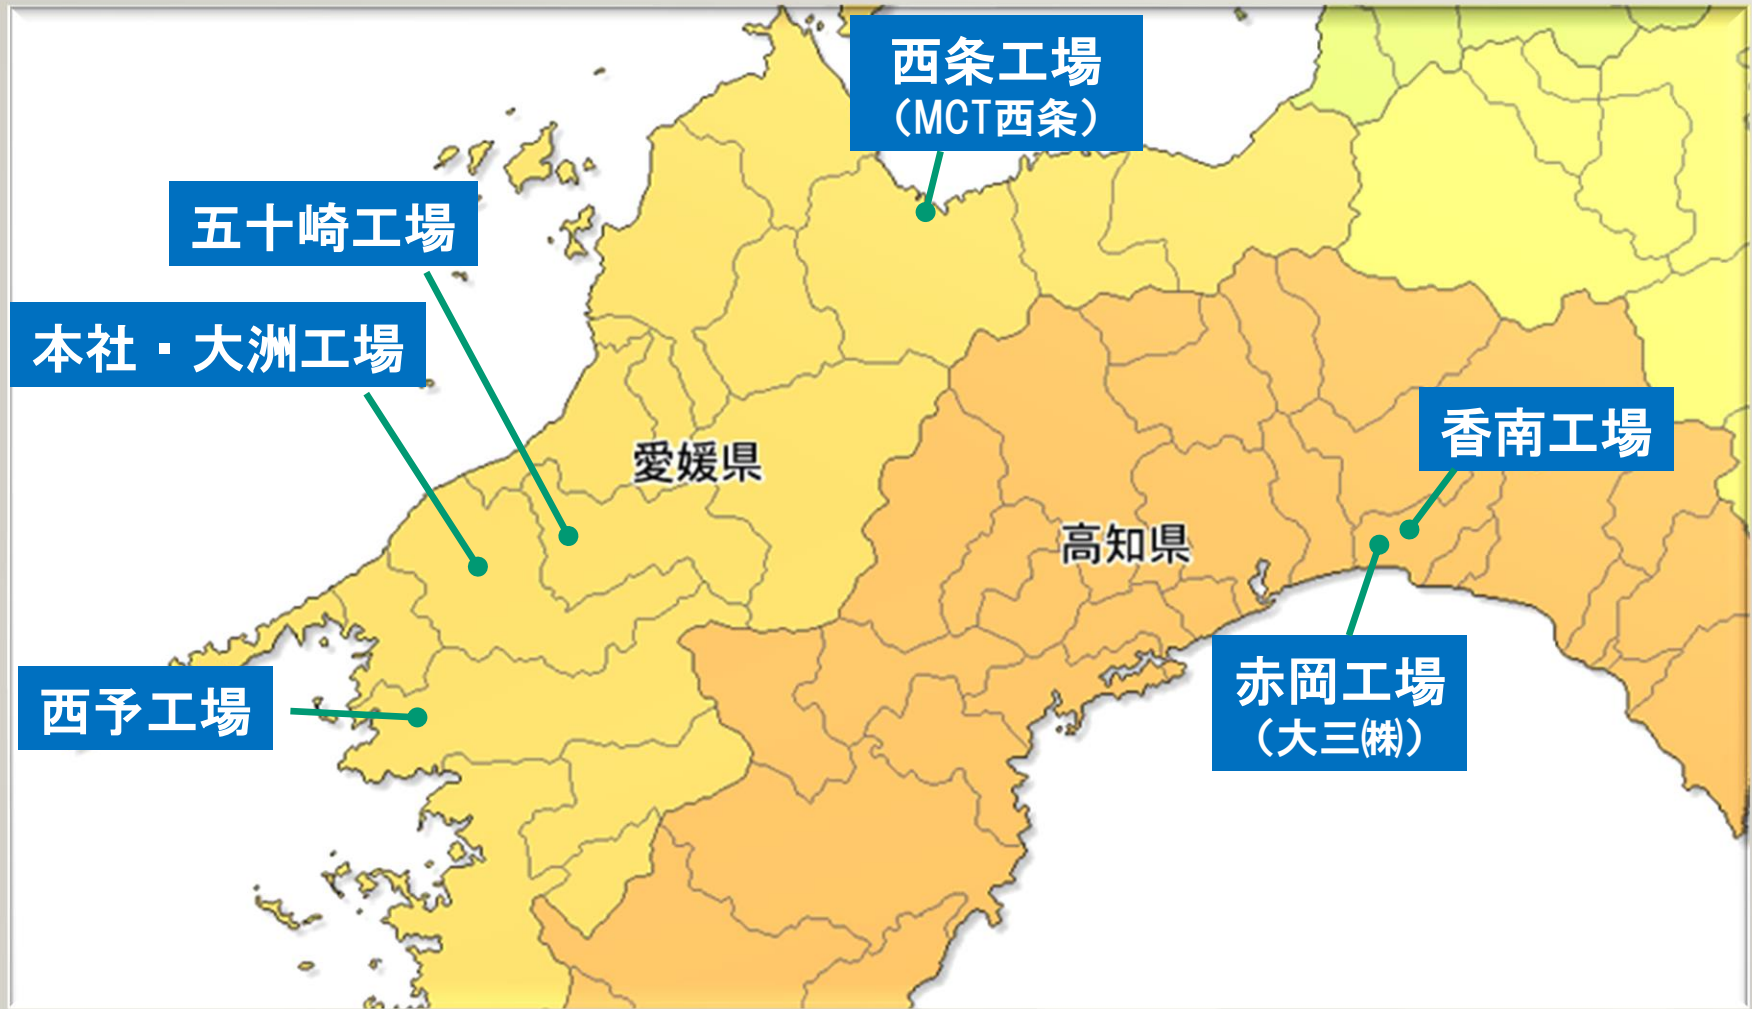 西条工場
（MCT西条）
五十崎工場
本社・大洲工場
愛媛県
香南工場
高知県
西予工場
赤岡工場
（大三㈱）